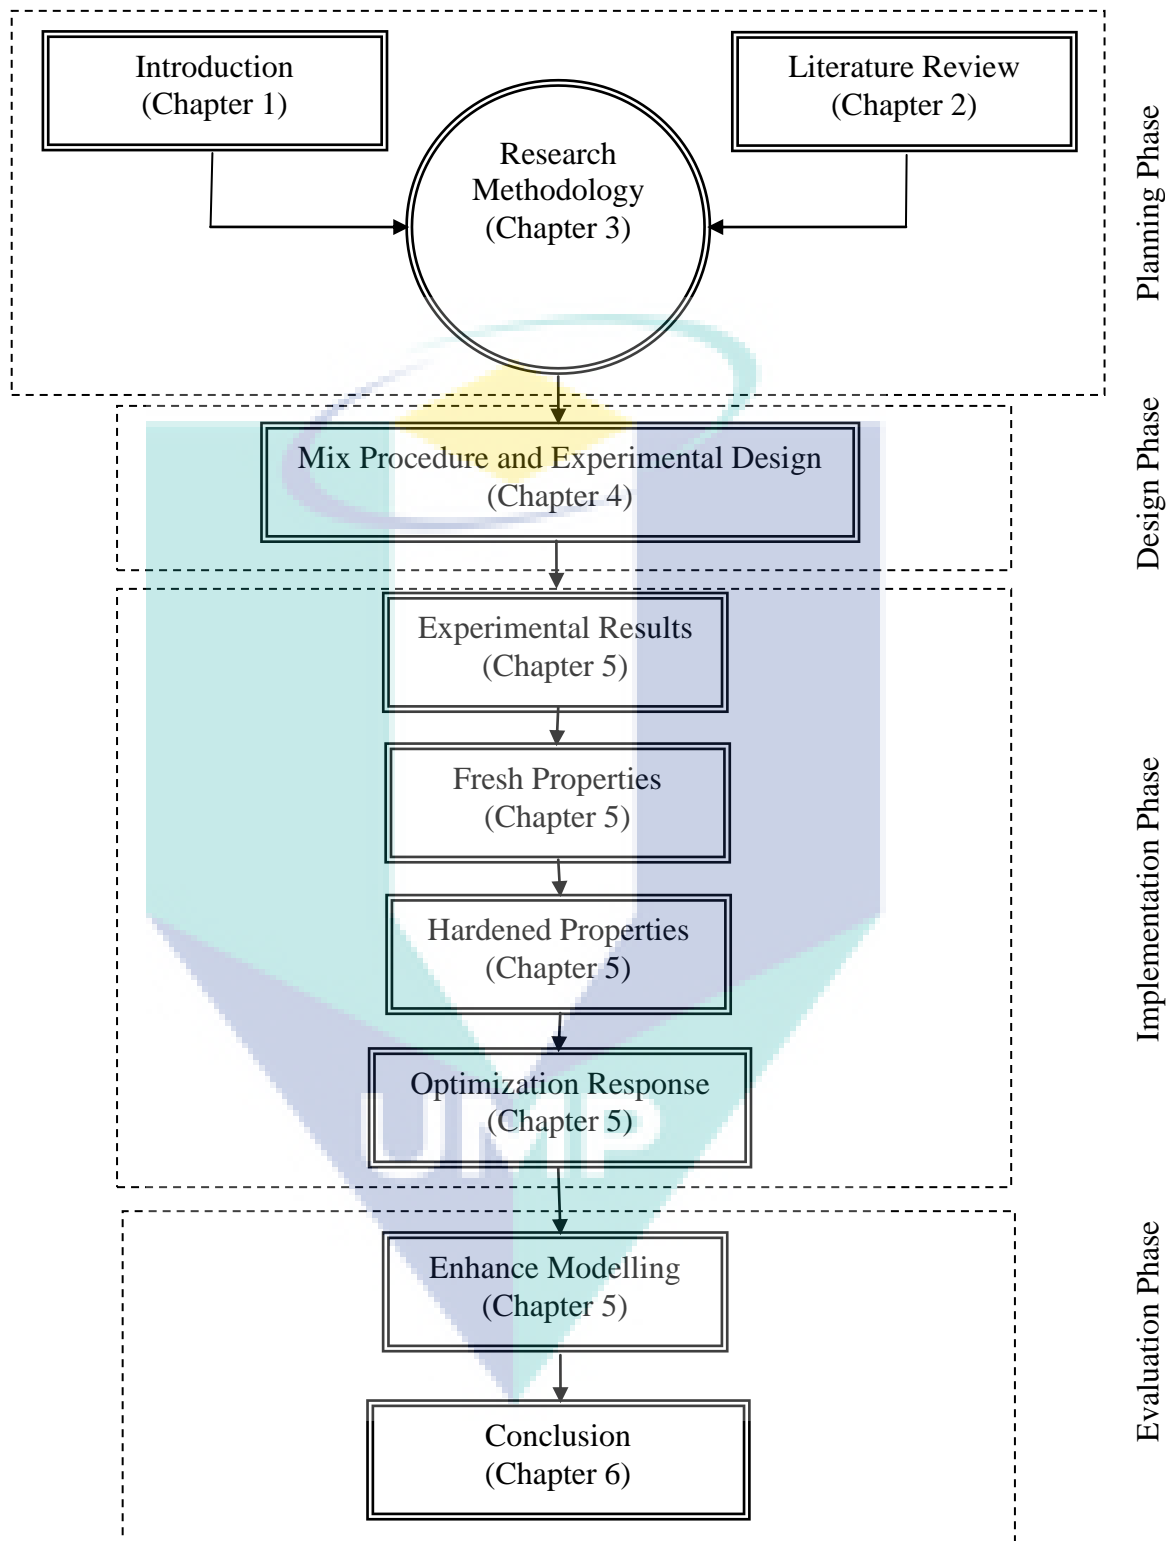 Introduction
(Chapter 1)
Literature Review
(Chapter 2)
Research
Methodology
(Chapter 3)
Planning Phase
Mix Procedure and Experimental Design
(Chapter 4)
Design Phase
Experimental Results
(Chapter 5)
Fresh Properties
(Chapter 5)
Hardened Properties
(Chapter 5)
Optimization Response
(Chapter 5)
UMP
Implementation Phase
Enhance Modelling
(Chapter 5)
Conclusion
(Chapter 6)
Evaluation Phase